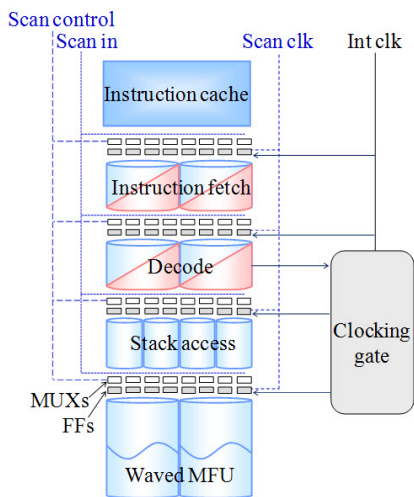 Scan control
Scan in
Scan clk
Int clk
Instruction cache
Instruction fetch
Decode
Stack access
Clocking
gate
MUXs
FFs
Waved MFU